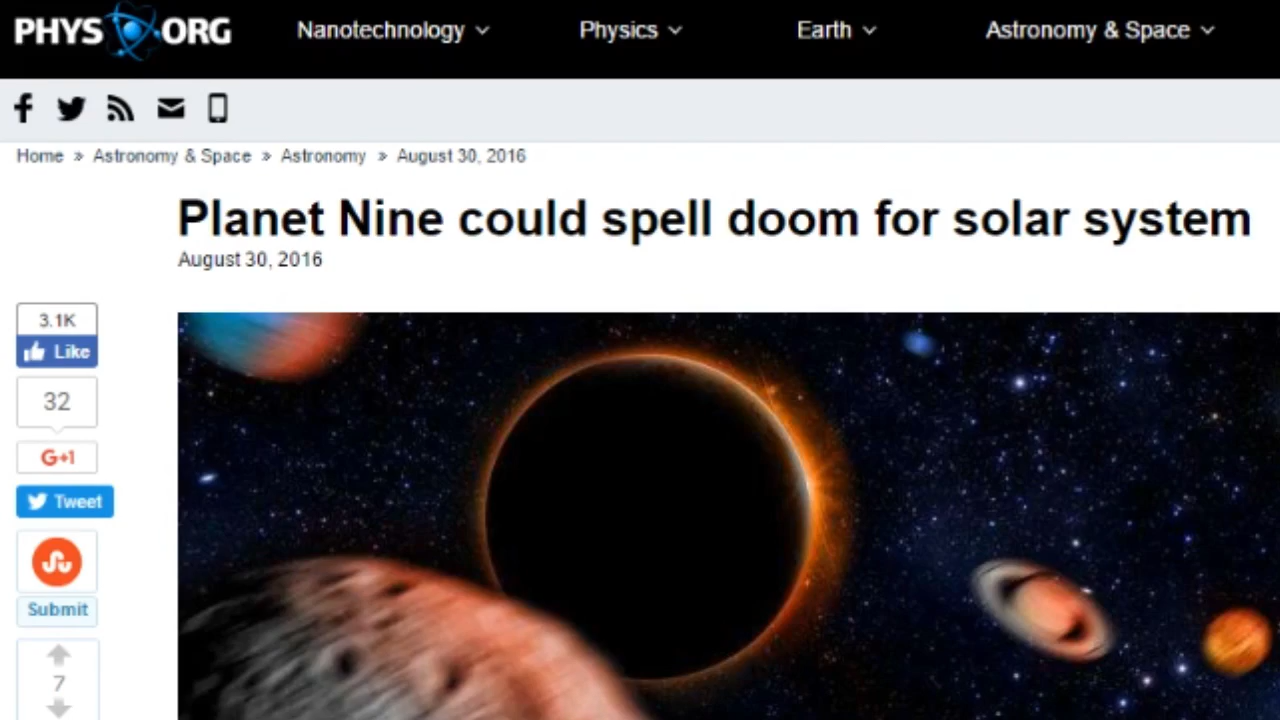 PHYS ORG
Nanotechnology
Physics
Earth
Astronomy & Space
Home » Astronomy & Space » Astronomy » August 30, 2016
Planet Nine could spell doom for solar system
August 30, 2016
3.1K
Like
32
G+1
Tweet
Submit
7